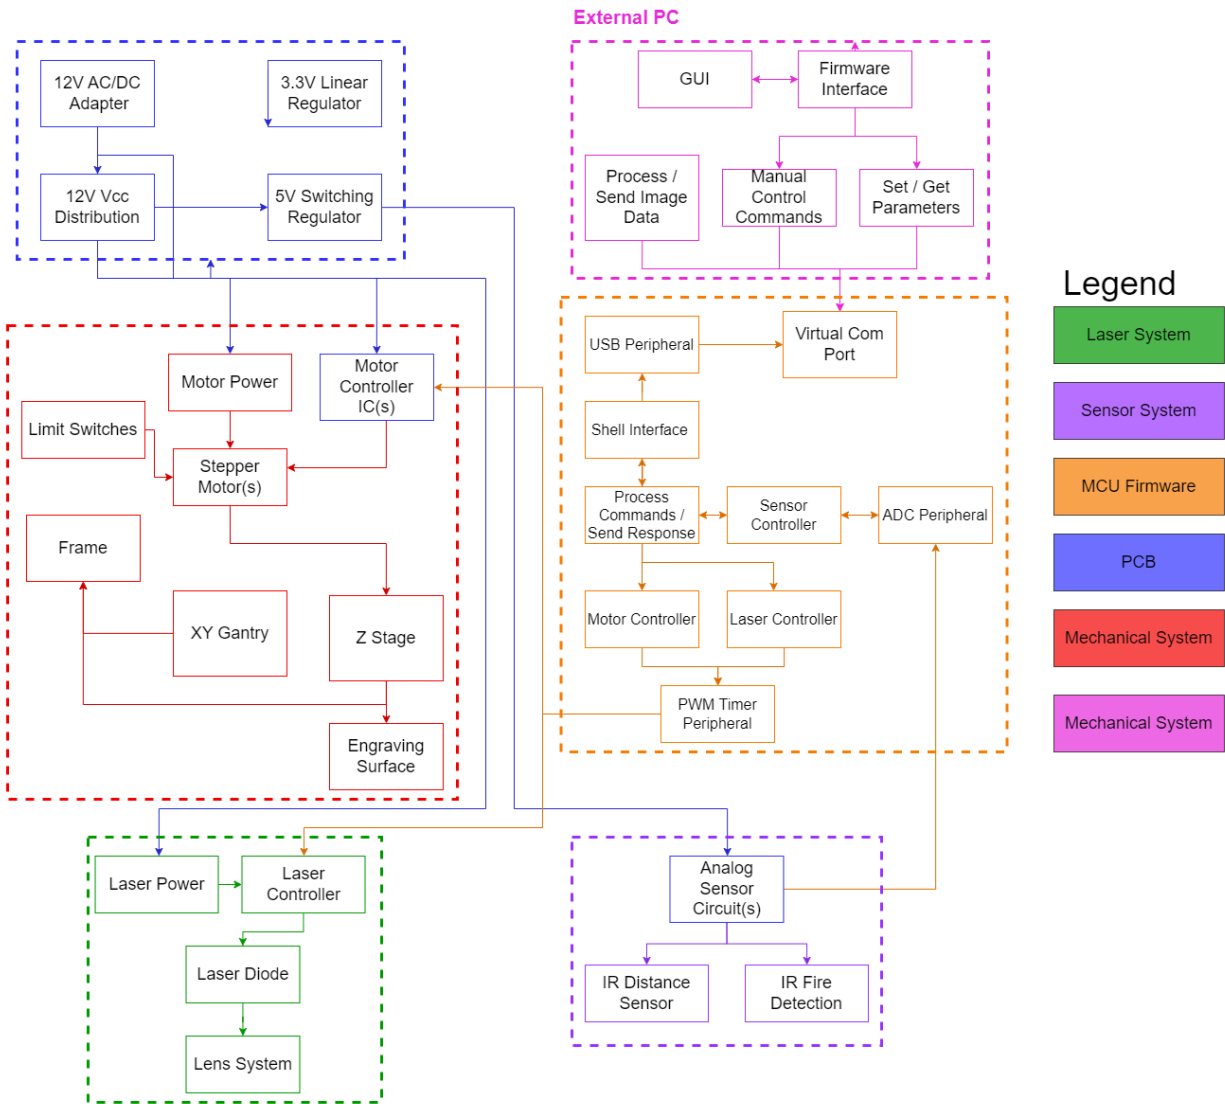 External PC
12V AC/DC
Adapter
3.3V Linear
Regulator
12V Vcc
Distribution
5V Switching
Regulator
GUI
Firmware
Interface
Process /
Send Image
Data
Manual
Control
Commands
Set / Get
Parameters
Legend
Laser System
Sensor System
MCU Firmware
PCB
Mechanical System
Mechanical System
Motor Power
Motor
Controller
IC(s)
Limit Switches
Stepper
Motor(s)
Frame
XY Gantry
Z Stage
Engraving
Surface
USB Peripheral
Virtual Com
Port
Shell Interface
Process
Commands /
Send Response
Sensor
Controller
ADC Peripheral
Motor Controller
Laser Controller
PWM Timer
Peripheral
Laser Power
Laser
Controller
Laser Diode
Lens System
Analog
Sensor
Circuit(s)
IR Distance
Sensor
IR Fire
Detection